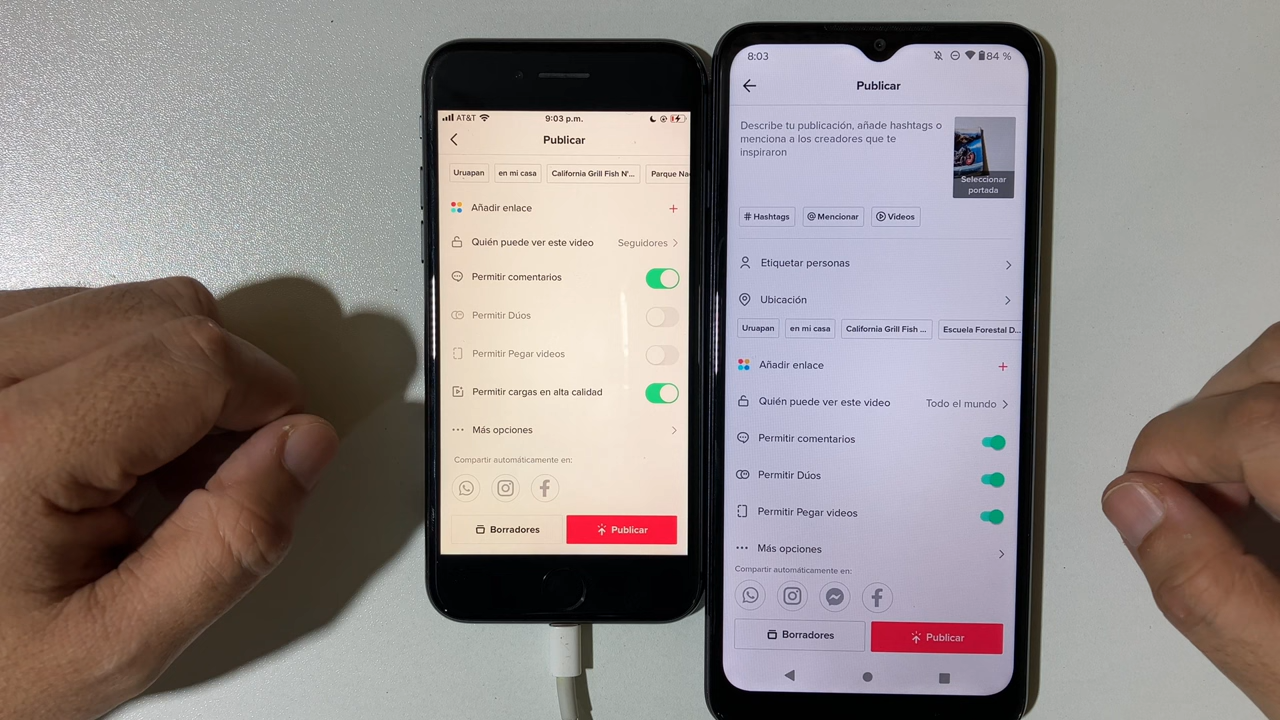 AT&T 9:03 p.m.
Publicar
Uruapan en mi casa California Grill Fish N'... Parque Na
Añadir enlace
Quién puede ver este video Seguidores
Permitir comentarios
Permitir Dúos
Permitir Pegar videos
Permitir cargas en alta calidad
Más opciones
Compartir automáticamente en:
Borradores Publicar
8:03 84 %
Publicar
Describe tu publicación, añade hashtags o
menciona a los creadores que te
inspiraron
Seleccionar
portada
# Hashtags @ Mencionar Videos
Etiquetar personas
Ubicación
Uruapan en mi casa California Grill Fish ... Escuela Forestal D...
Añadir enlace
Quién puede ver este video Todo el mundo
Permitir comentarios
Permitir Dúos
Permitir Pegar videos
Más opciones
Compartir automáticamente en:
Borradores Publicar